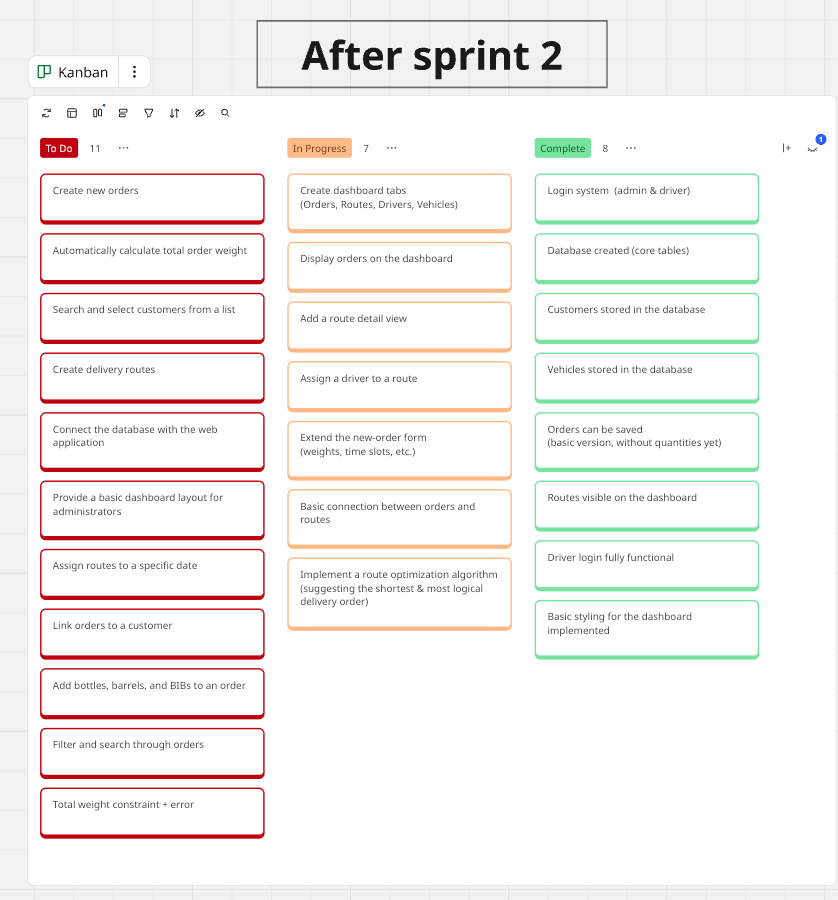 After sprint 2
Kanban
To Do 11
Create new orders
Automatically calculate total order weight
Search and select customers from a list
Create delivery routes
Connect the database with the web
application
Provide a basic dashboard layout for
administrators
Assign routes to a specific date
Link orders to a customer
Add bottles, barrels, and BIBs to an order
Filter and search through orders
Total weight constraint + error
In Progress 7
Create dashboard tabs
(Orders, Routes, Drivers, Vehicles)
Display orders on the dashboard
Add a route detail view
Assign a driver to a route
Extend the new-order form
(weights, time slots, etc.)
Basic connection between orders and
routes
Implement a route optimization algorithm
(suggesting the shortest & most logical
delivery order)
Complete 8
Login system (admin & driver)
Database created (core tables)
Customers stored in the database
Vehicles stored in the database
Orders can be saved
(basic version, without quantities yet)
Routes visible on the dashboard
Driver login fully functional
Basic styling for the dashboard
implemented
1